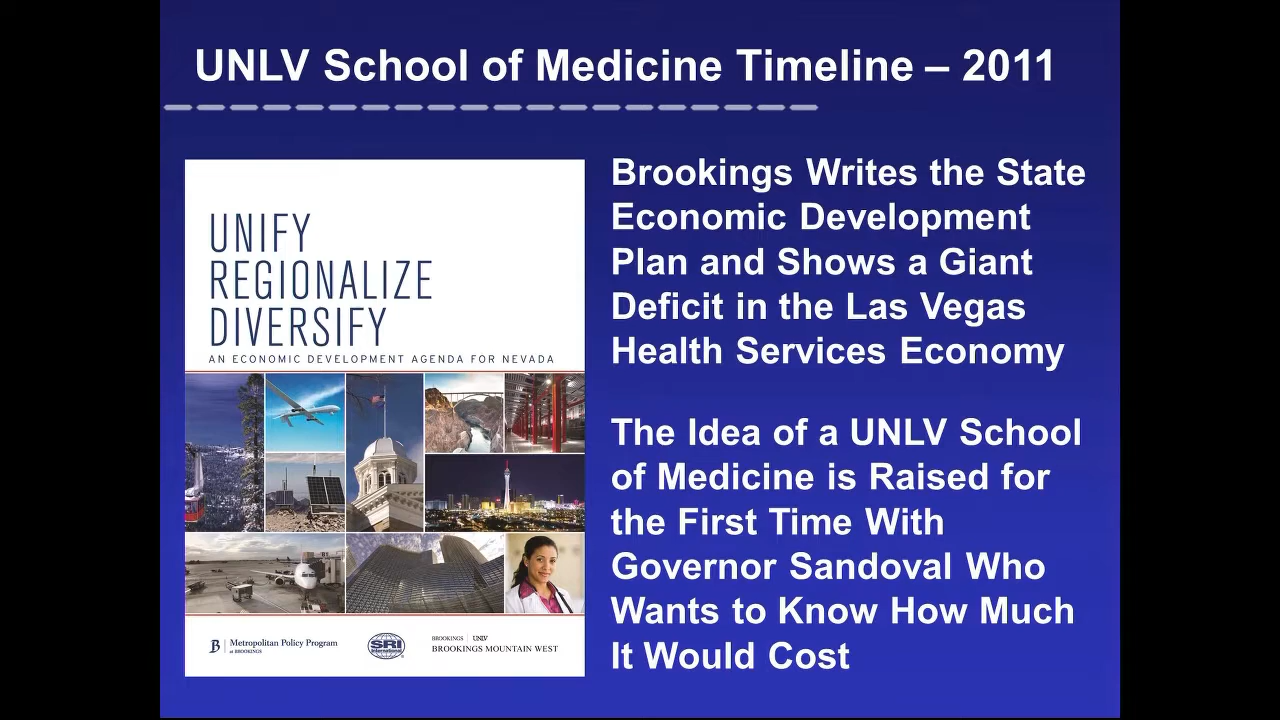 UNLV School of Medicine Timeline – 2011
UNIFY
REGIONALIZE
DIVERSIFY
AN ECONOMIC DEVELOPMENT AGENDA FOR NEVADA
B | Metropolitan Policy Program
at BROOKINGS
SRI
International
BROOKINGS | UNLV
BROOKINGS MOUNTAIN WEST
Brookings Writes the State
Economic Development
Plan and Shows a Giant
Deficit in the Las Vegas
Health Services Economy
The Idea of a UNLV School
of Medicine is Raised for
the First Time With
Governor Sandoval Who
Wants to Know How Much
It Would Cost